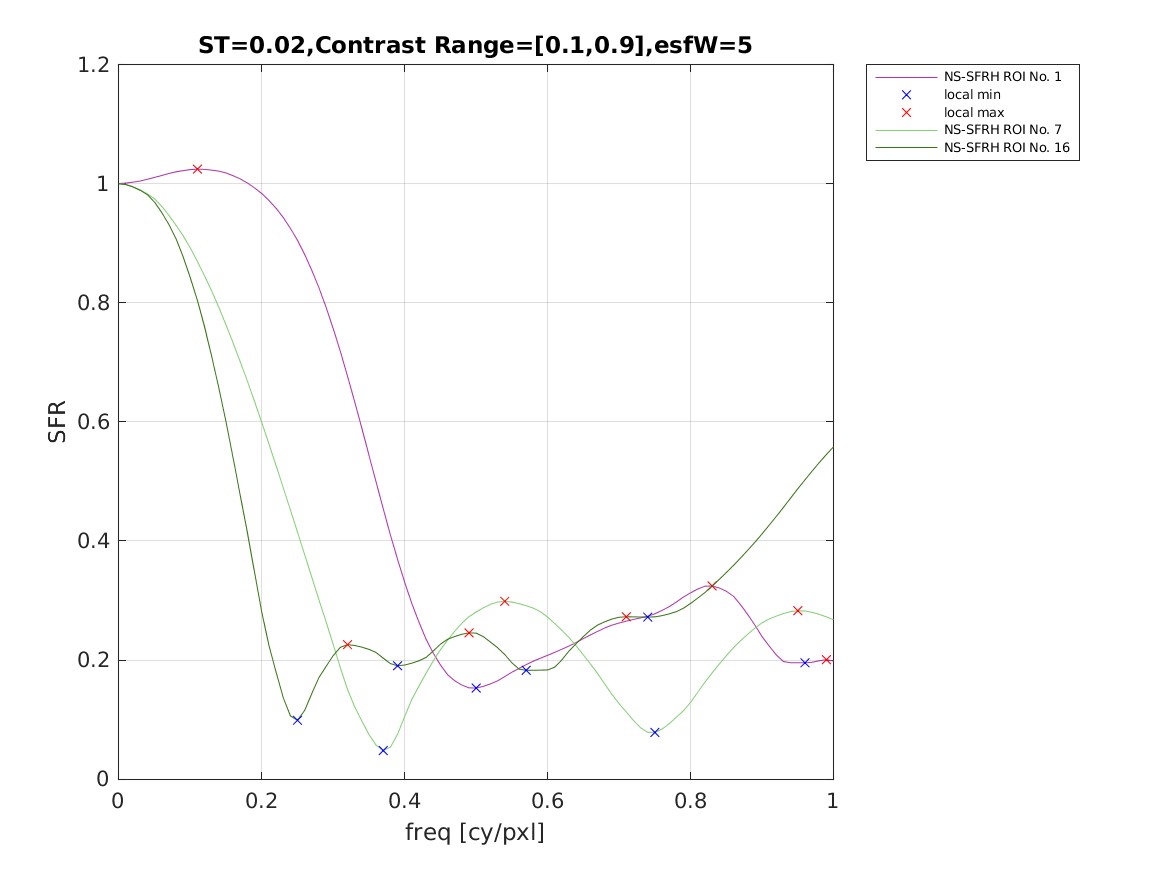 ST=0.02,Contrast Range=[0.1,0.9],esfW=5
NS-SFRH ROI No. 1
local min
local max
NS-SFRH ROI No. 7
NS-SFRH ROI No. 16
SFR
1.2
1
0.8
0.6
0.4
0.2
0
0 0.2 0.4 0.6 0.8 1
freq [cy/pxl]